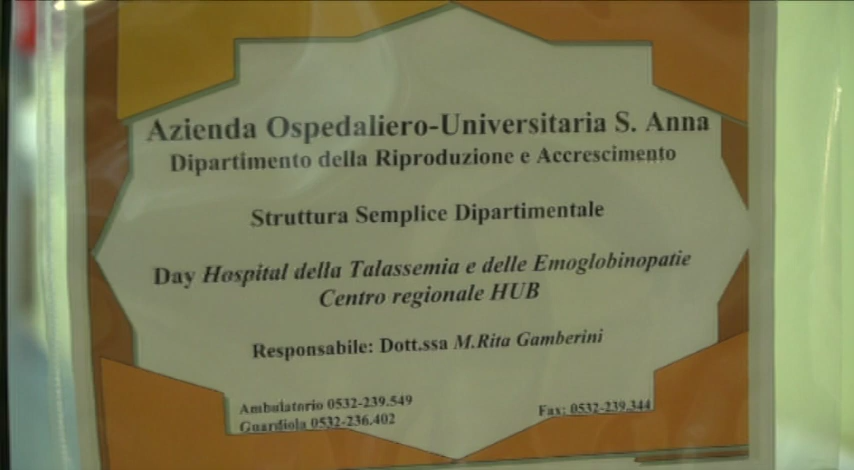 Azienda Ospedaliero-Universitaria S. Anna
Dipartimento della Riproduzione e Accrescimento
Struttura Semplice Dipartimentale
Day Hospital della Talassemia e delle Emoglobinopatie
Centro regionale HUB
Responsabile: Dott.ssa M.Rita Gamberini
Ambulatorio 0532-239.549
Fax: 0532-239.344
Guardiola 0532-236.402